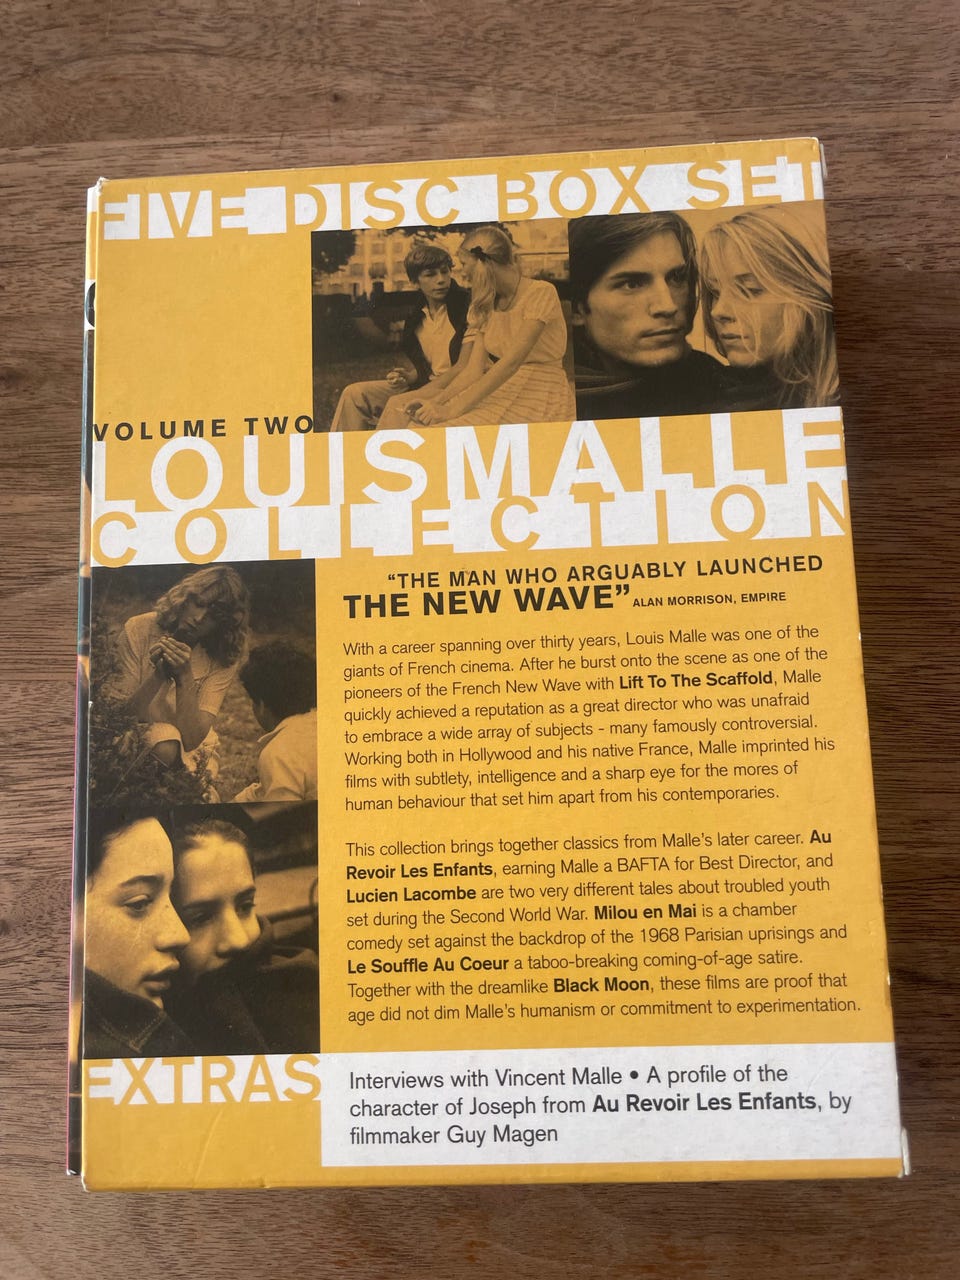 FIVE DISC BOX SET
VOLUME TWO
LOUIS MALLE
COLLECTION
“THE MAN WHO ARGUABLY LAUNCHED
THE NEW WAVE” ALAN MORRISON, EMPIRE
With a career spanning over thirty years, Louis Malle was one of the
giants of French cinema. After he burst onto the scene as one of the
pioneers of the French New Wave with Lift To The Scaffold, Malle
quickly achieved a reputation as a great director who was unafraid
to embrace a wide array of subjects - many famously controversial.
Working both in Hollywood and his native France, Malle imprinted his
films with subtlety, intelligence and a sharp eye for the mores of
human behaviour that set him apart from his contemporaries.
This collection brings together classics from Malle's later career. Au
Revoir Les Enfants, earning Malle a BAFTA for Best Director, and
Lucien Lacombe are two very different tales about troubled youth
set during the Second World War. Milou en Mai is a chamber
comedy set against the backdrop of the 1968 Parisian uprisings and
Le Souffle Au Coeur a taboo-breaking coming-of-age satire.
Together with the dreamlike Black Moon, these films are proof that
age did not dim Malle's humanism or commitment to experimentation.
EXTRAS
Interviews with Vincent Malle • A profile of the
character of Joseph from Au Revoir Les Enfants, by
filmmaker Guy Magen